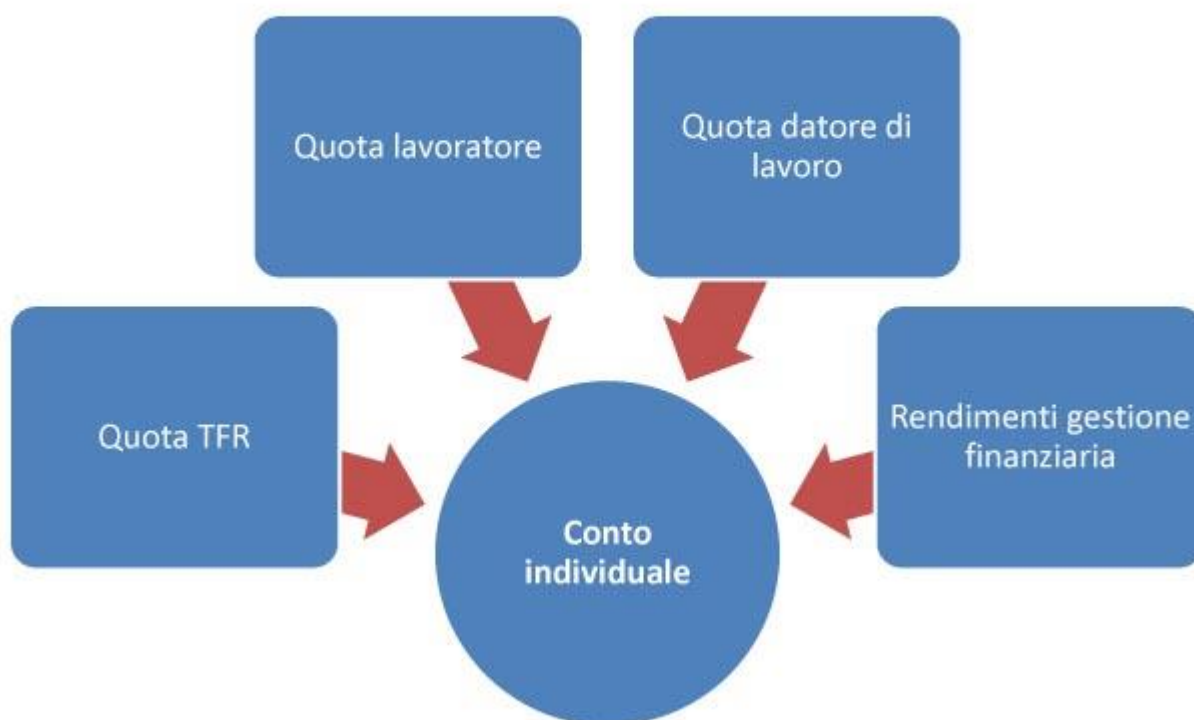 Quota lavoratore
Quota datore di
lavoro
Quota TFR
Rendimenti gestione
finanziaria
Conto
individuale